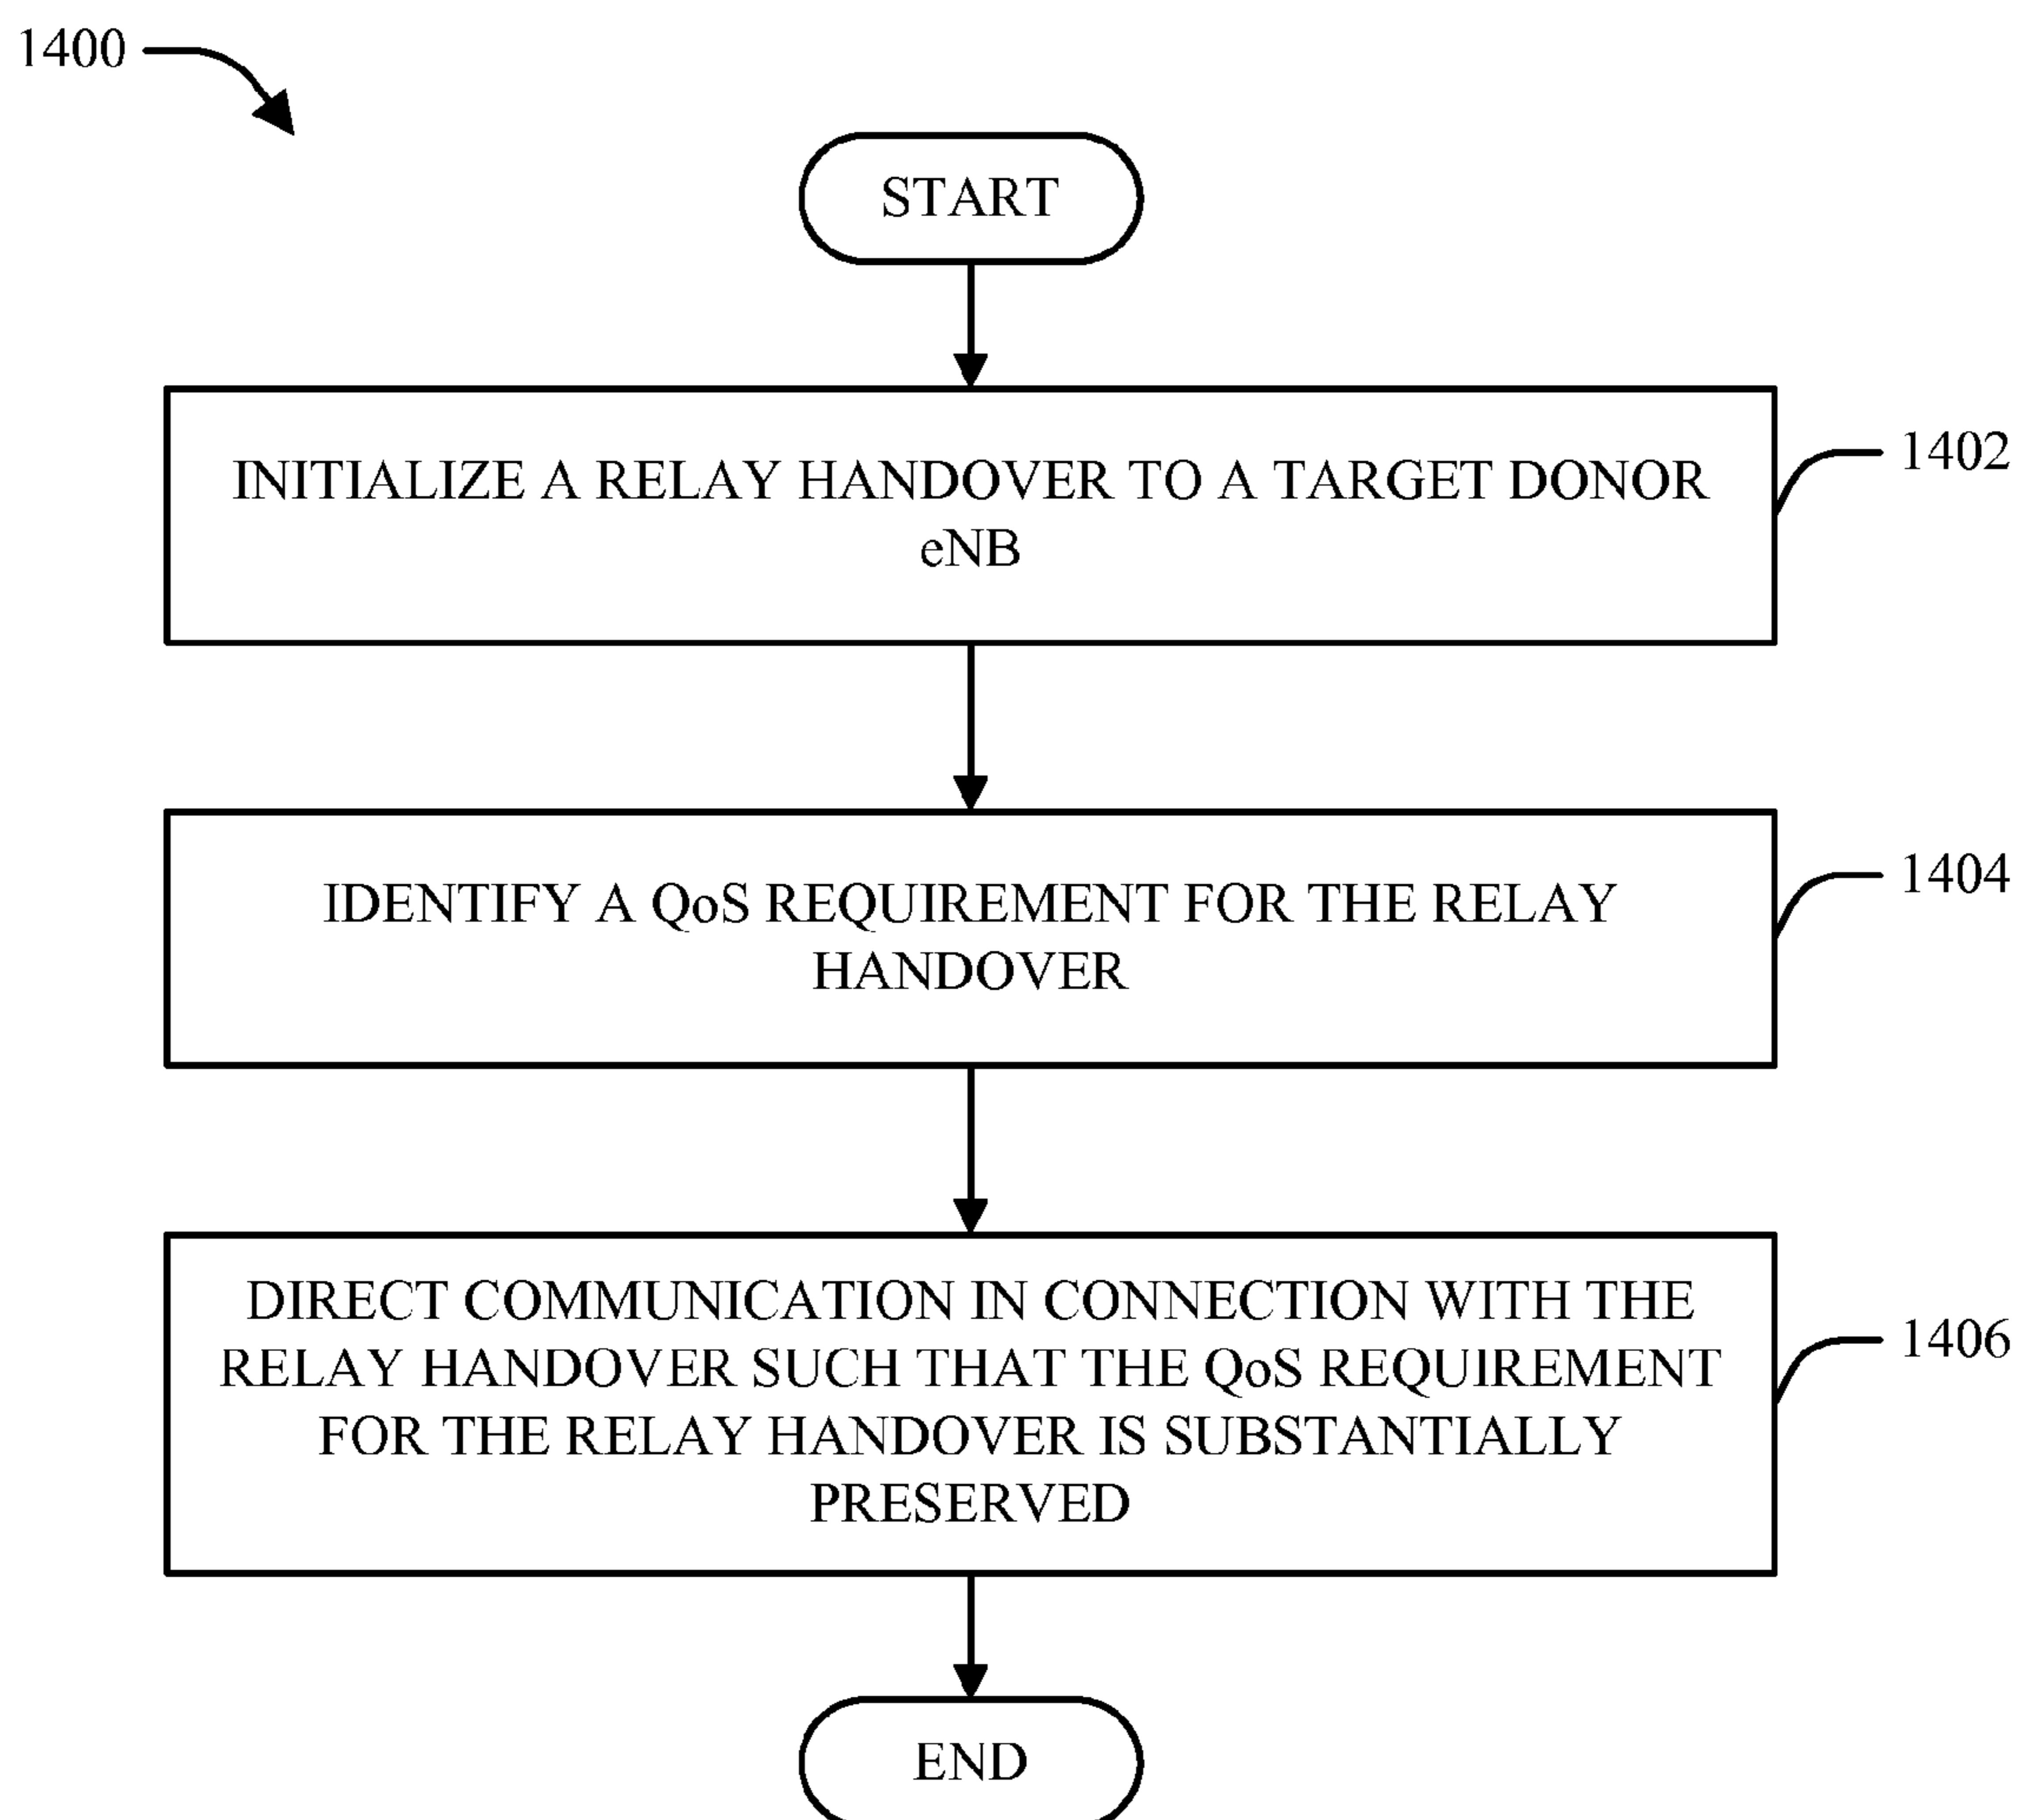 1400
START
INITIALIZE A RELAY HANDOVER TO A TARGET DONOR
eNB
1402
IDENTIFY A QoS REQUIREMENT FOR THE RELAY
HANDOVER
1404
DIRECT COMMUNICATION IN CONNECTION WITH THE
RELAY HANDOVER SUCH THAT THE QoS REQUIREMENT
FOR THE RELAY HANDOVER IS SUBSTANTIALLY
PRESERVED
1406
END